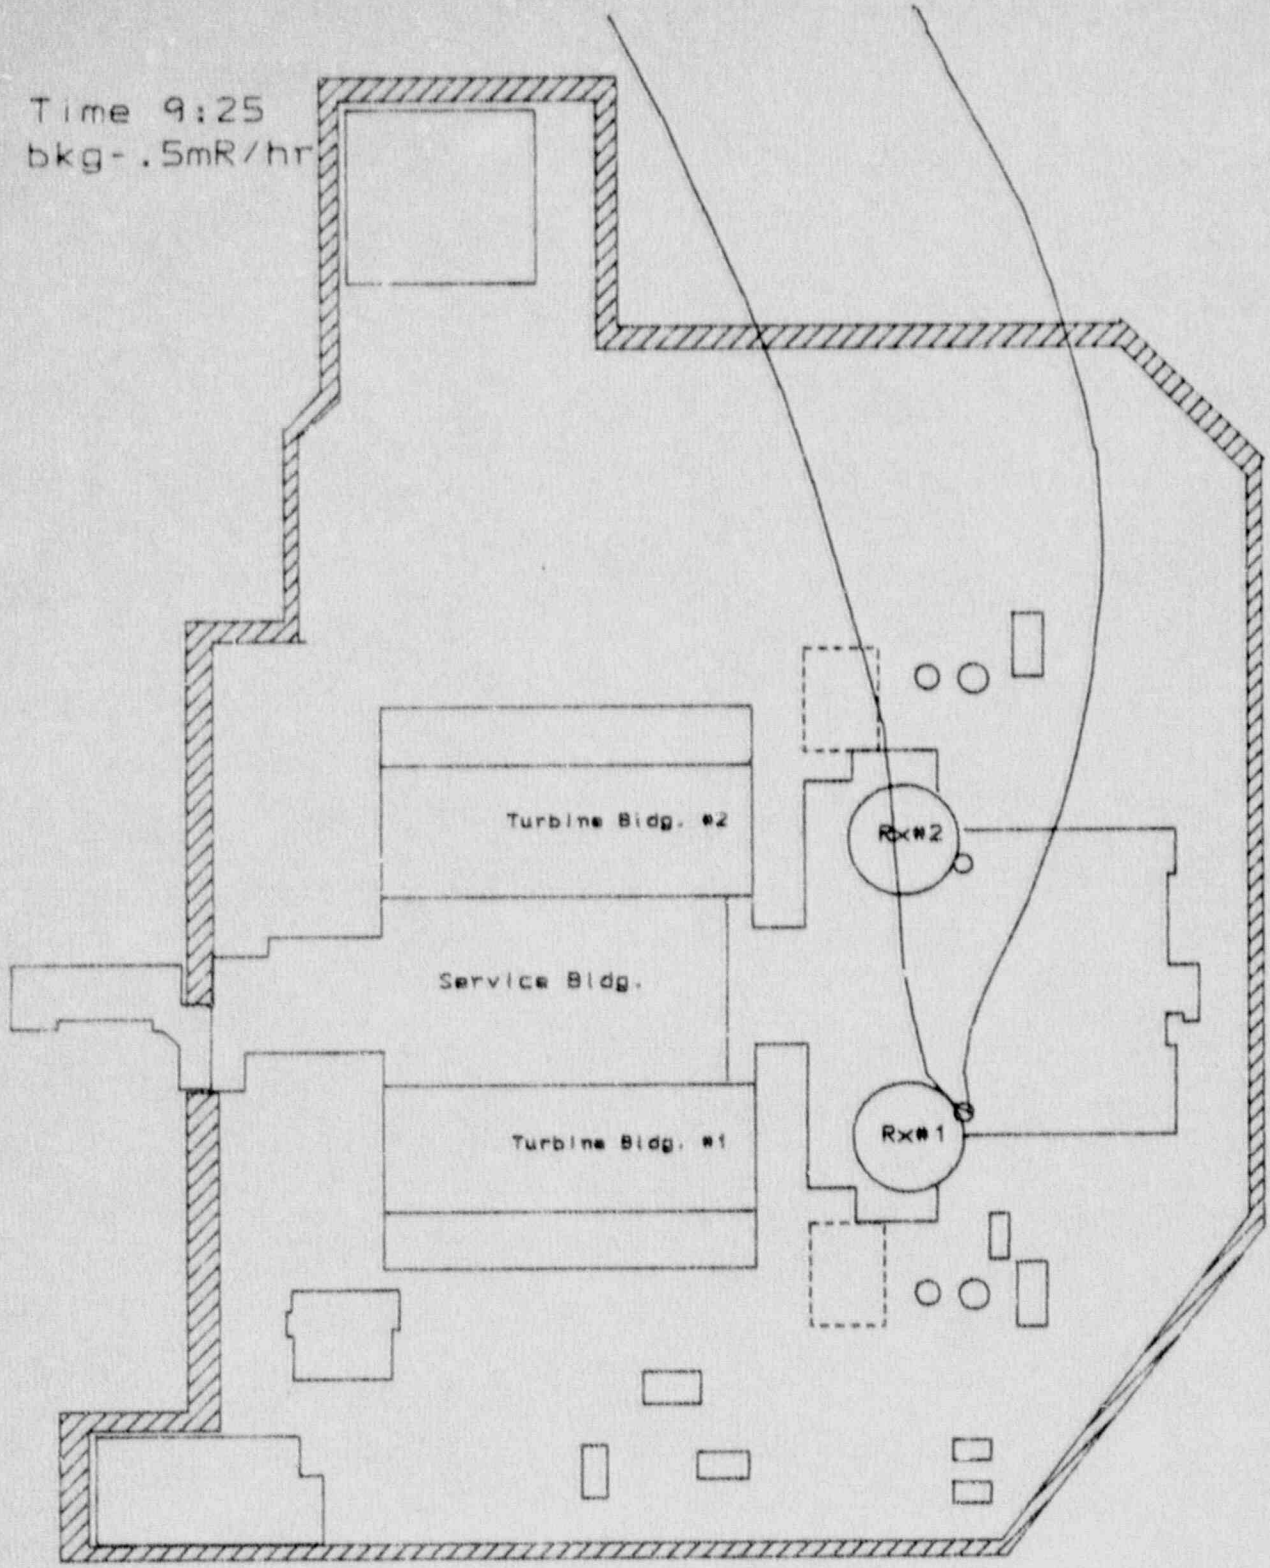 Time 9:25
bkg-.5mR/hr
Turbine Bldg. #2
Rx#2
Service Bldg.
Turbine Bldg. #1
Rx#1